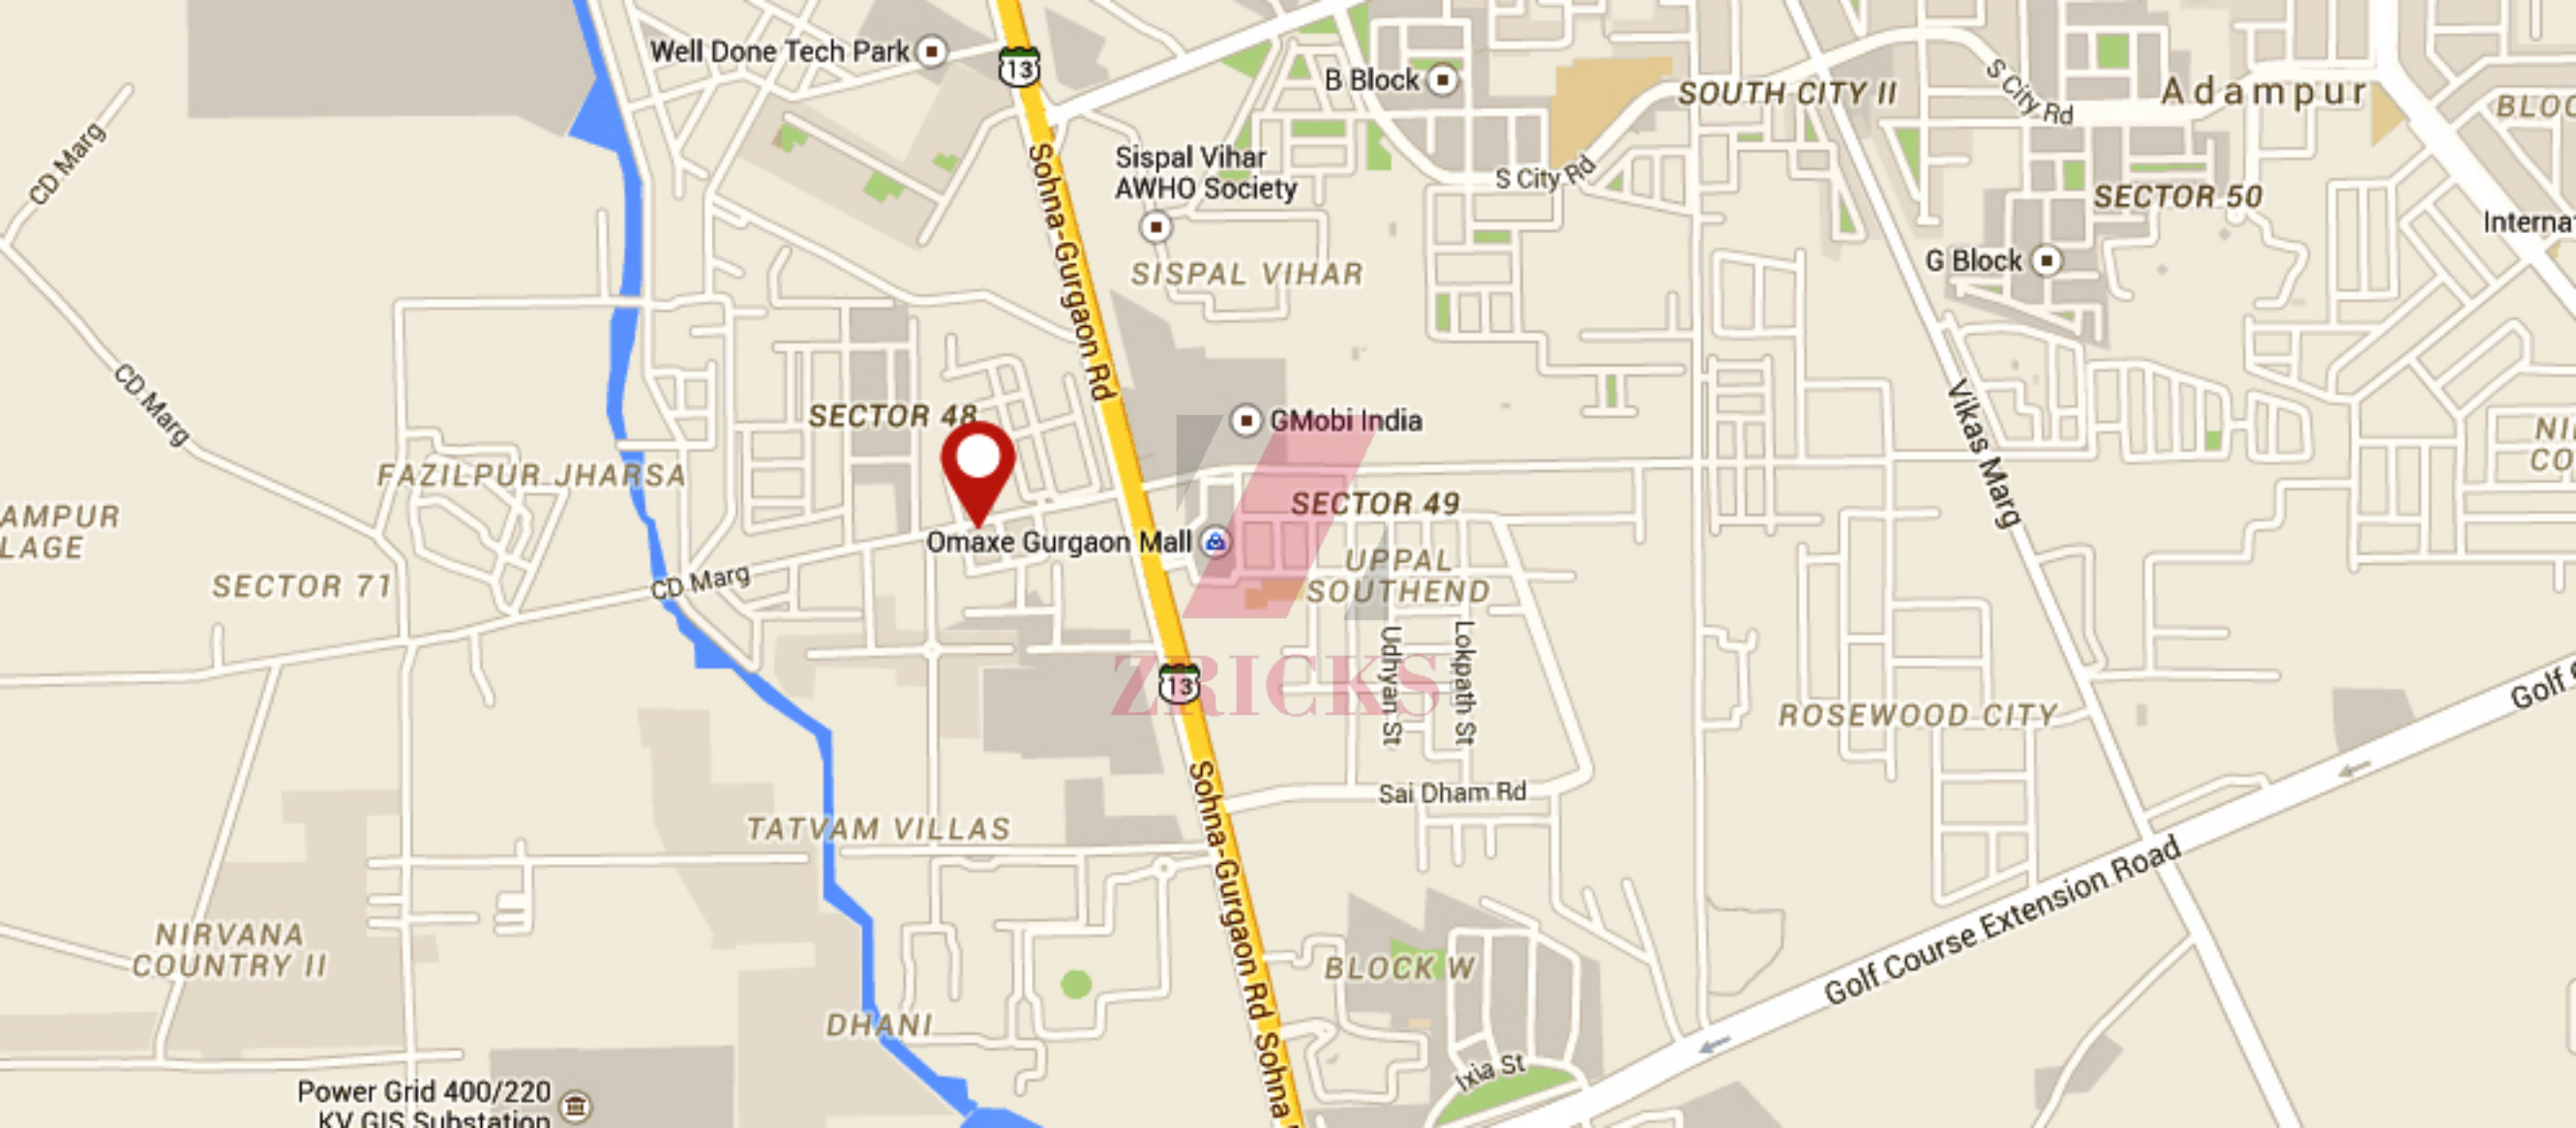 Well Done Tech Park
13
B Block
SOUTH CITY II
S City Rd
Adampur
BLOC
CD Marg
Sohna-Gurgaon Rd
Sispal Vihar
AWHO Society
S City Rd
SECTOR 50
Interna
SISPAL VIHAR
G Block
CD Marg
SECTOR 48
GMobi India
Vikas Marg
NI
CO
FAZILPUR JHARSA
SECTOR 49
AMPUR
LAGE
Omaxe Gurgaon Mall
UPPAL
SOUTHEND
SECTOR 71
CD Marg
Udhyan St
Lokpath St
ZRICKS
13
ROSEWOOD CITY
Golf
Sai Dham Rd
TATVAM VILLAS
Sohna-Gurgaon Rd
Golf Course Extension Road
NIRVANA
COUNTRY II
BLOCK W
DHANI
Sohna
Ixia St
Power Grid 400/220
KV GIS Substation